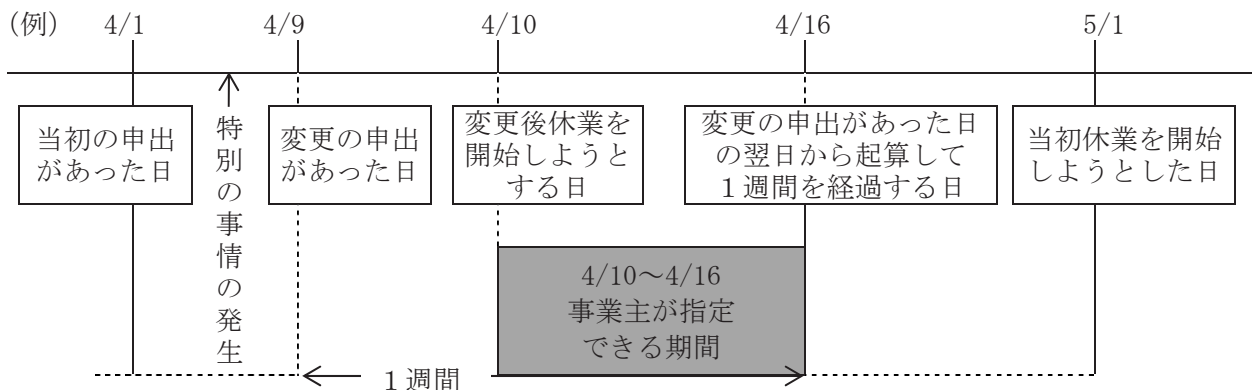 (例) 4/1 4/9 4/10 4/16 5/1
当初の申出
があった日
特別の事情の発生
変更の申出
があった日
変更後休業を
開始しようと
する日
変更の申出があった日
の翌日から起算して
１週間を経過する日
当初休業を開始
しようとした日
4/10～4/16
事業主が指定
できる期間
１週間